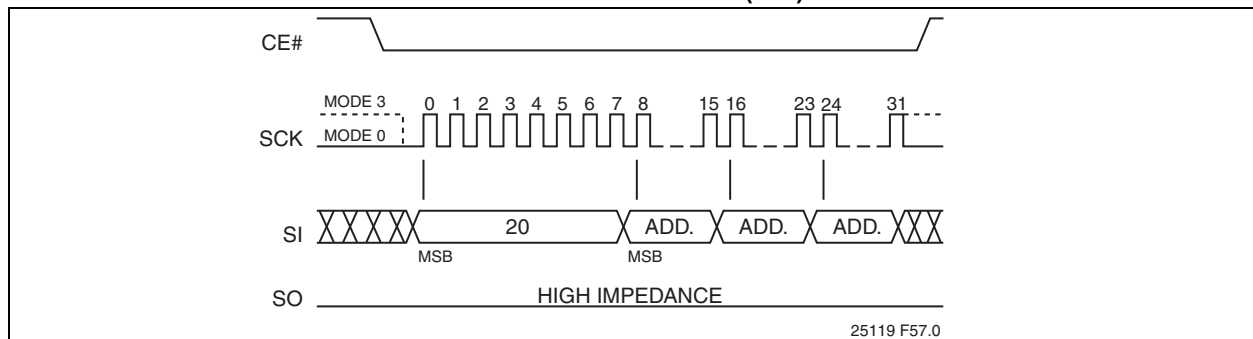 CE#
MODE 3
0 1 2 3 4 5 6 7 8 15 16 23 24 31
SCK
MODE 0
SI
20
ADD.
ADD.
ADD.
MSB
MSB
SO
HIGH IMPEDANCE
25119 F57.0